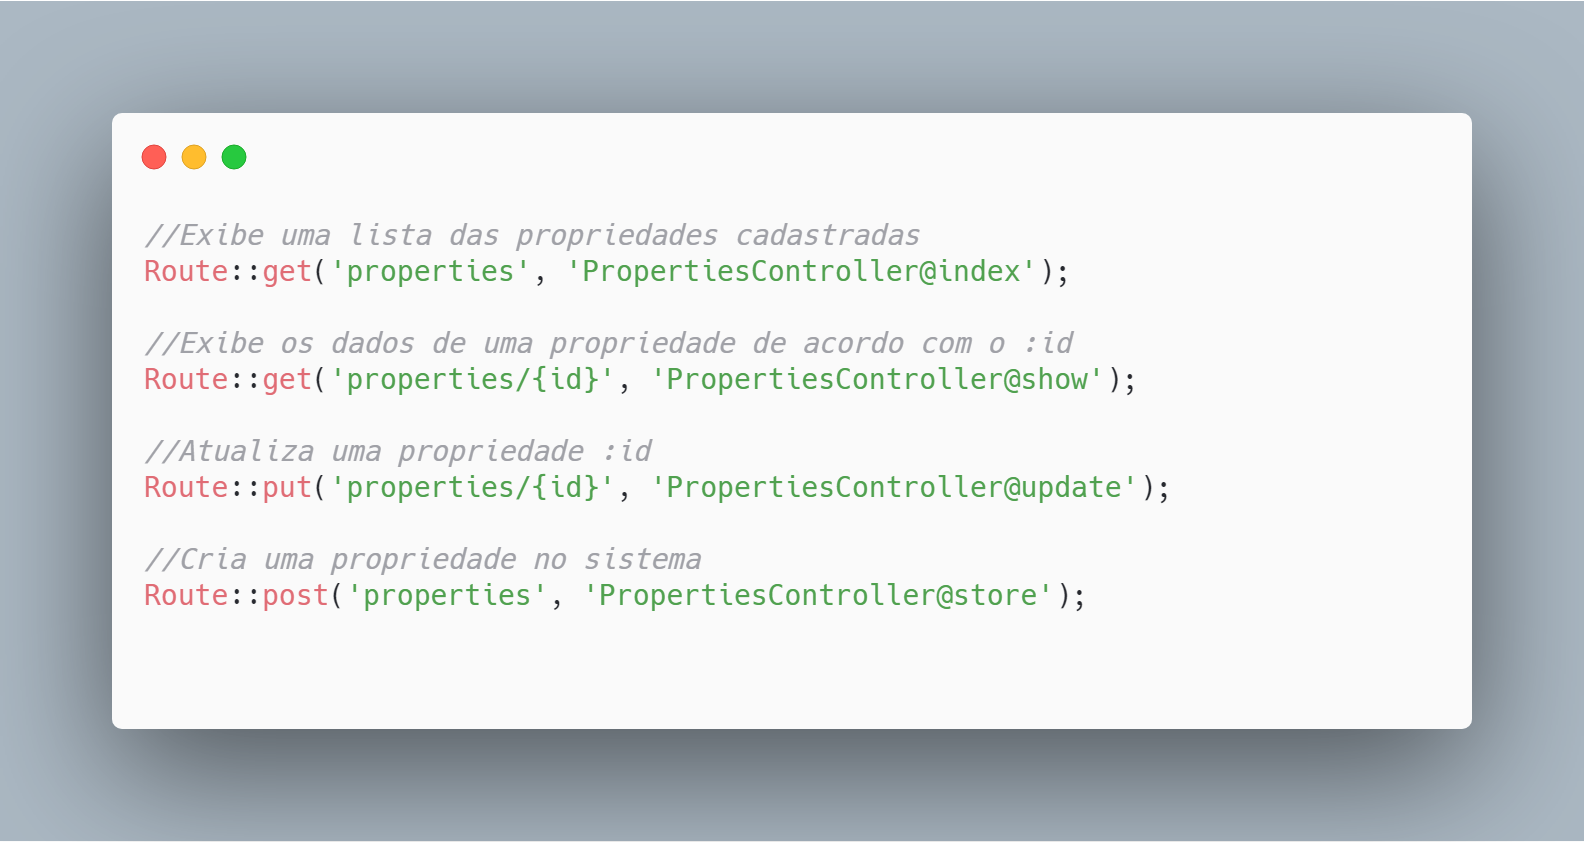 //Exibe uma lista das propriedades cadastradas
Route::get('properties', 'PropertiesController@index');
//Exibe os dados de uma propriedade de acordo com o :id
Route::get('properties/{id}', 'PropertiesController@show');
//Atualiza uma propriedade :id
Route::put('properties/{id}', 'PropertiesController@update');
//Cria uma propriedade no sistema
Route::post('properties', 'PropertiesController@store');